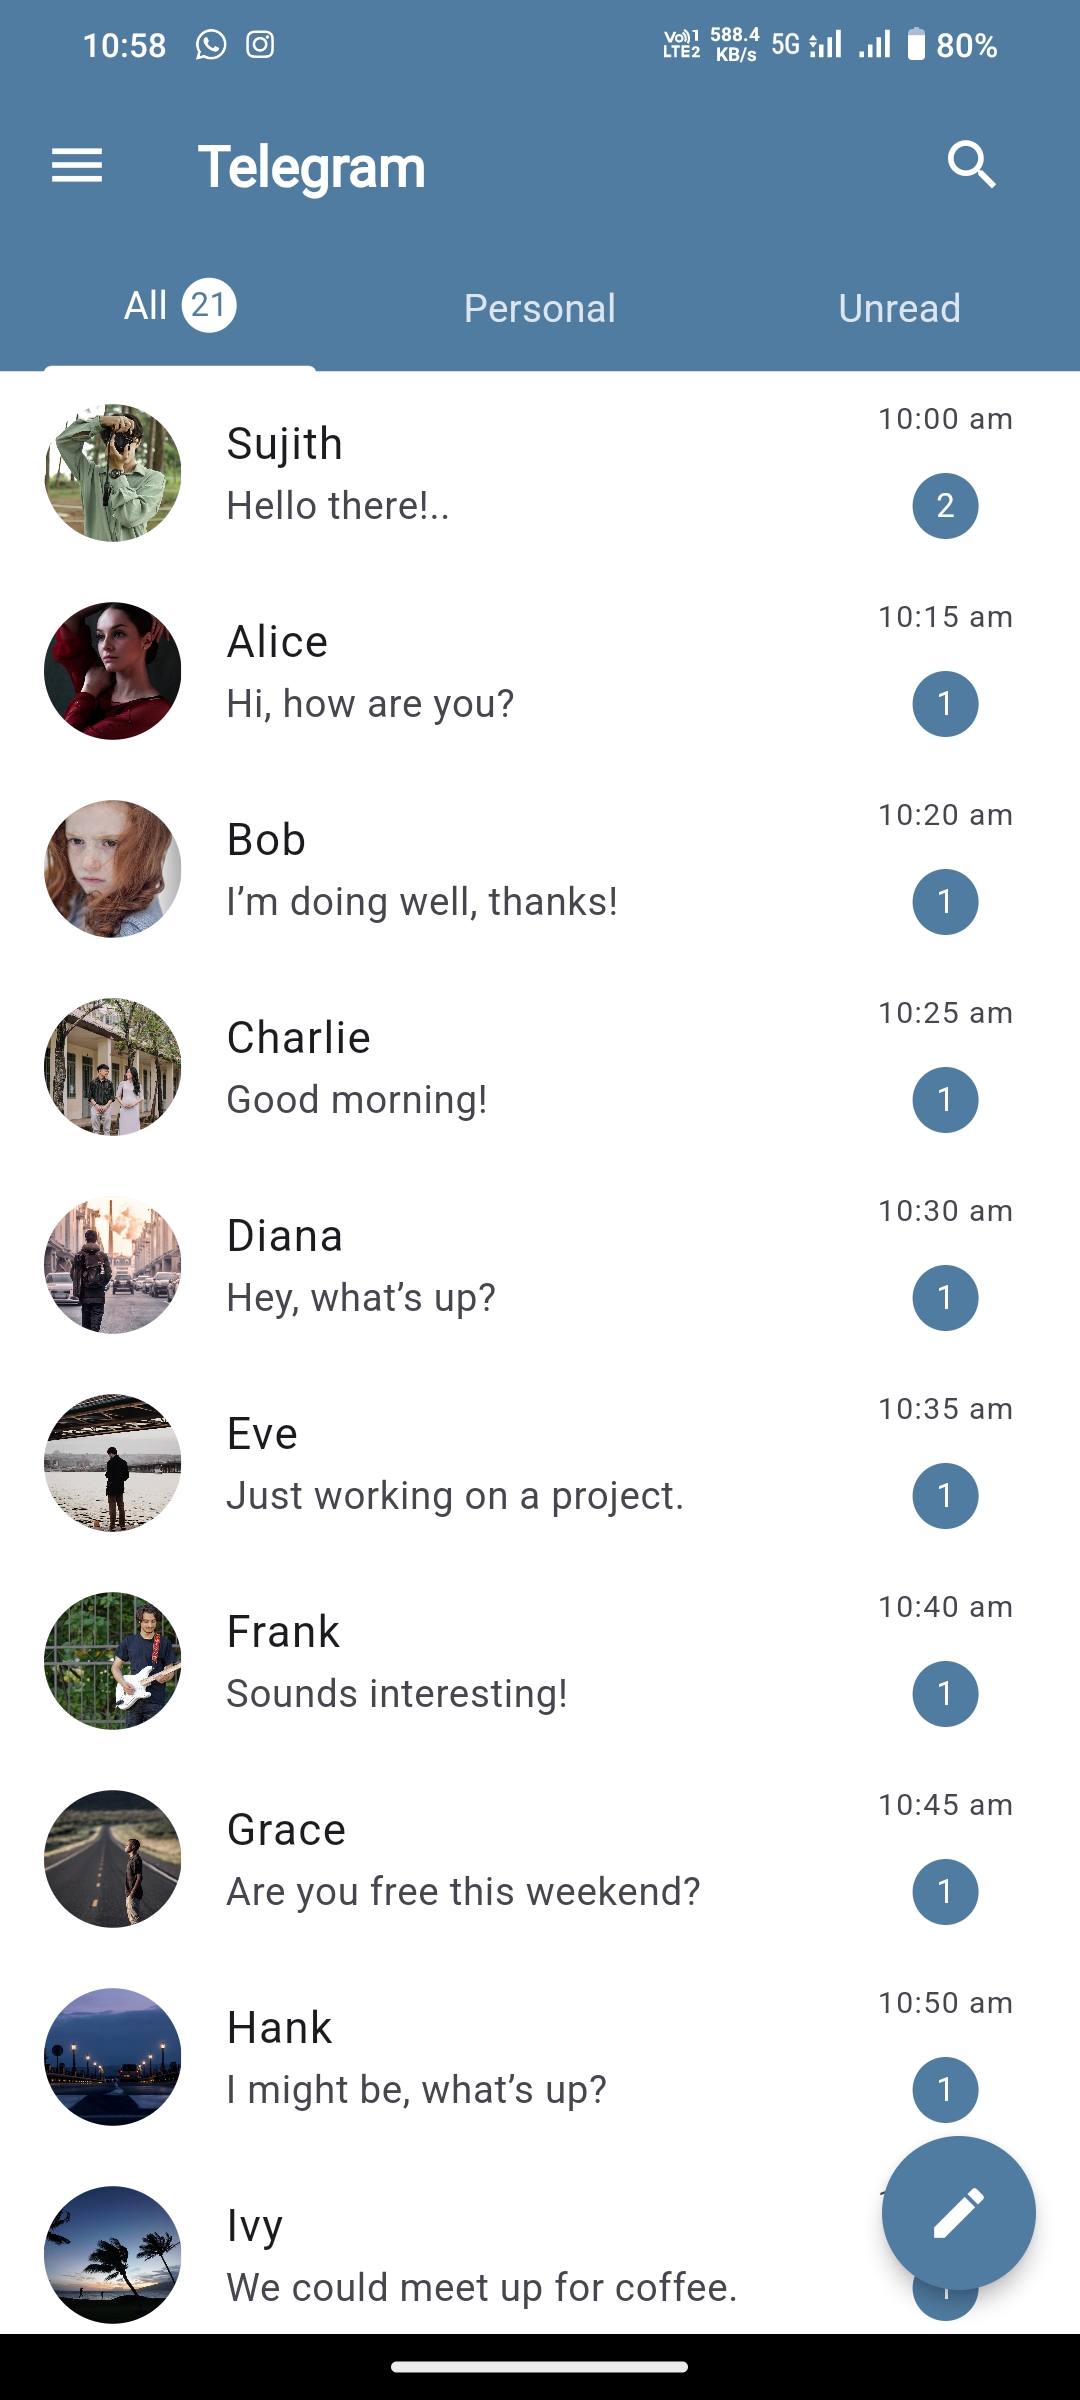 10:58 Vo))1 LTE2 588.4 KB/s 5G 80%
Telegram
All 21 Personal Unread
Sujith 10:00 am
Hello there!.. 2
Alice 10:15 am
Hi, how are you? 1
Bob 10:20 am
I’m doing well, thanks! 1
Charlie 10:25 am
Good morning! 1
Diana 10:30 am
Hey, what’s up? 1
Eve 10:35 am
Just working on a project. 1
Frank 10:40 am
Sounds interesting! 1
Grace 10:45 am
Are you free this weekend? 1
Hank 10:50 am
I might be, what’s up? 1
Ivy
We could meet up for coffee.